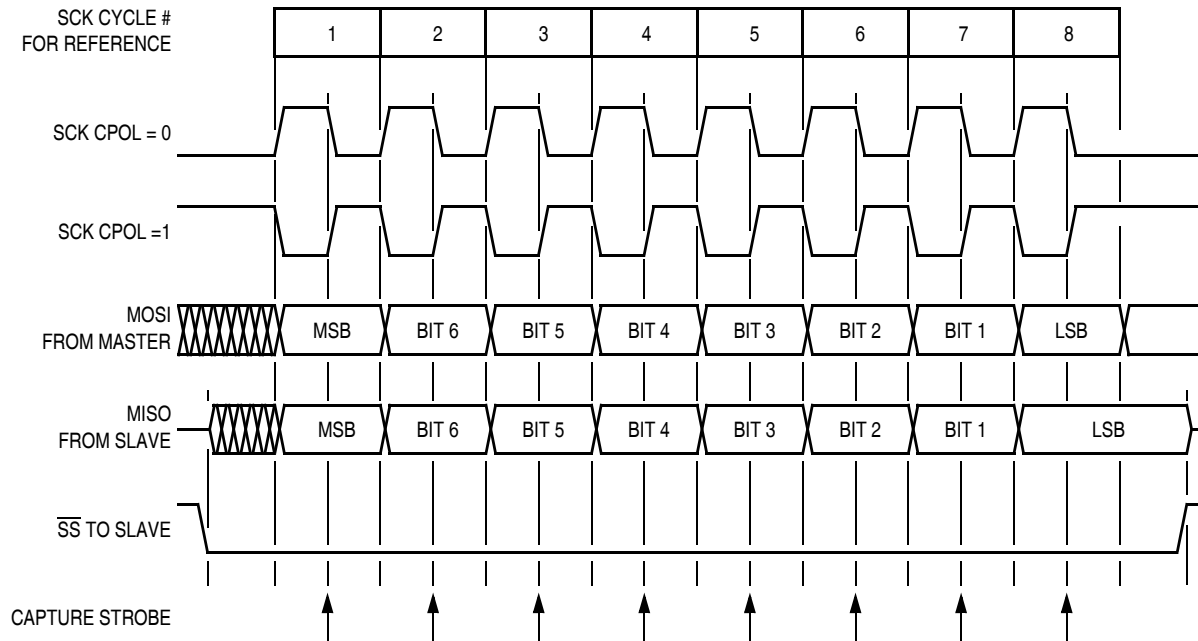 SCK CYCLE #
FOR REFERENCE
1 2 3 4 5 6 7 8
SCK CPOL = 0
SCK CPOL =1
MOSI
FROM MASTER
MSB BIT 6 BIT 5 BIT 4 BIT 3 BIT 2 BIT 1 LSB
MISO
FROM SLAVE
MSB BIT 6 BIT 5 BIT 4 BIT 3 BIT 2 BIT 1 LSB
S̅S̅ TO SLAVE
CAPTURE STROBE